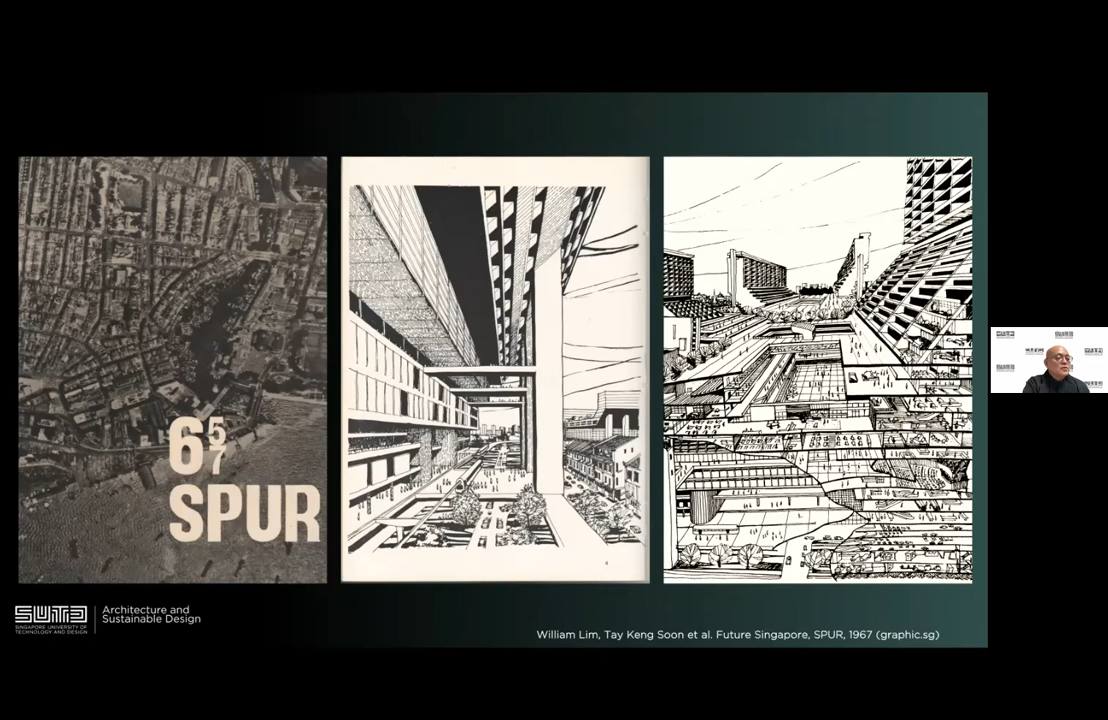 6 5/7
SPUR
SUTD
SINGAPORE UNIVERSITY OF
TECHNOLOGY AND DESIGN
Architecture and
Sustainable Design
William Lim, Tay Keng Soon et al. Future Singapore, SPUR, 1967 (graphic.sg)